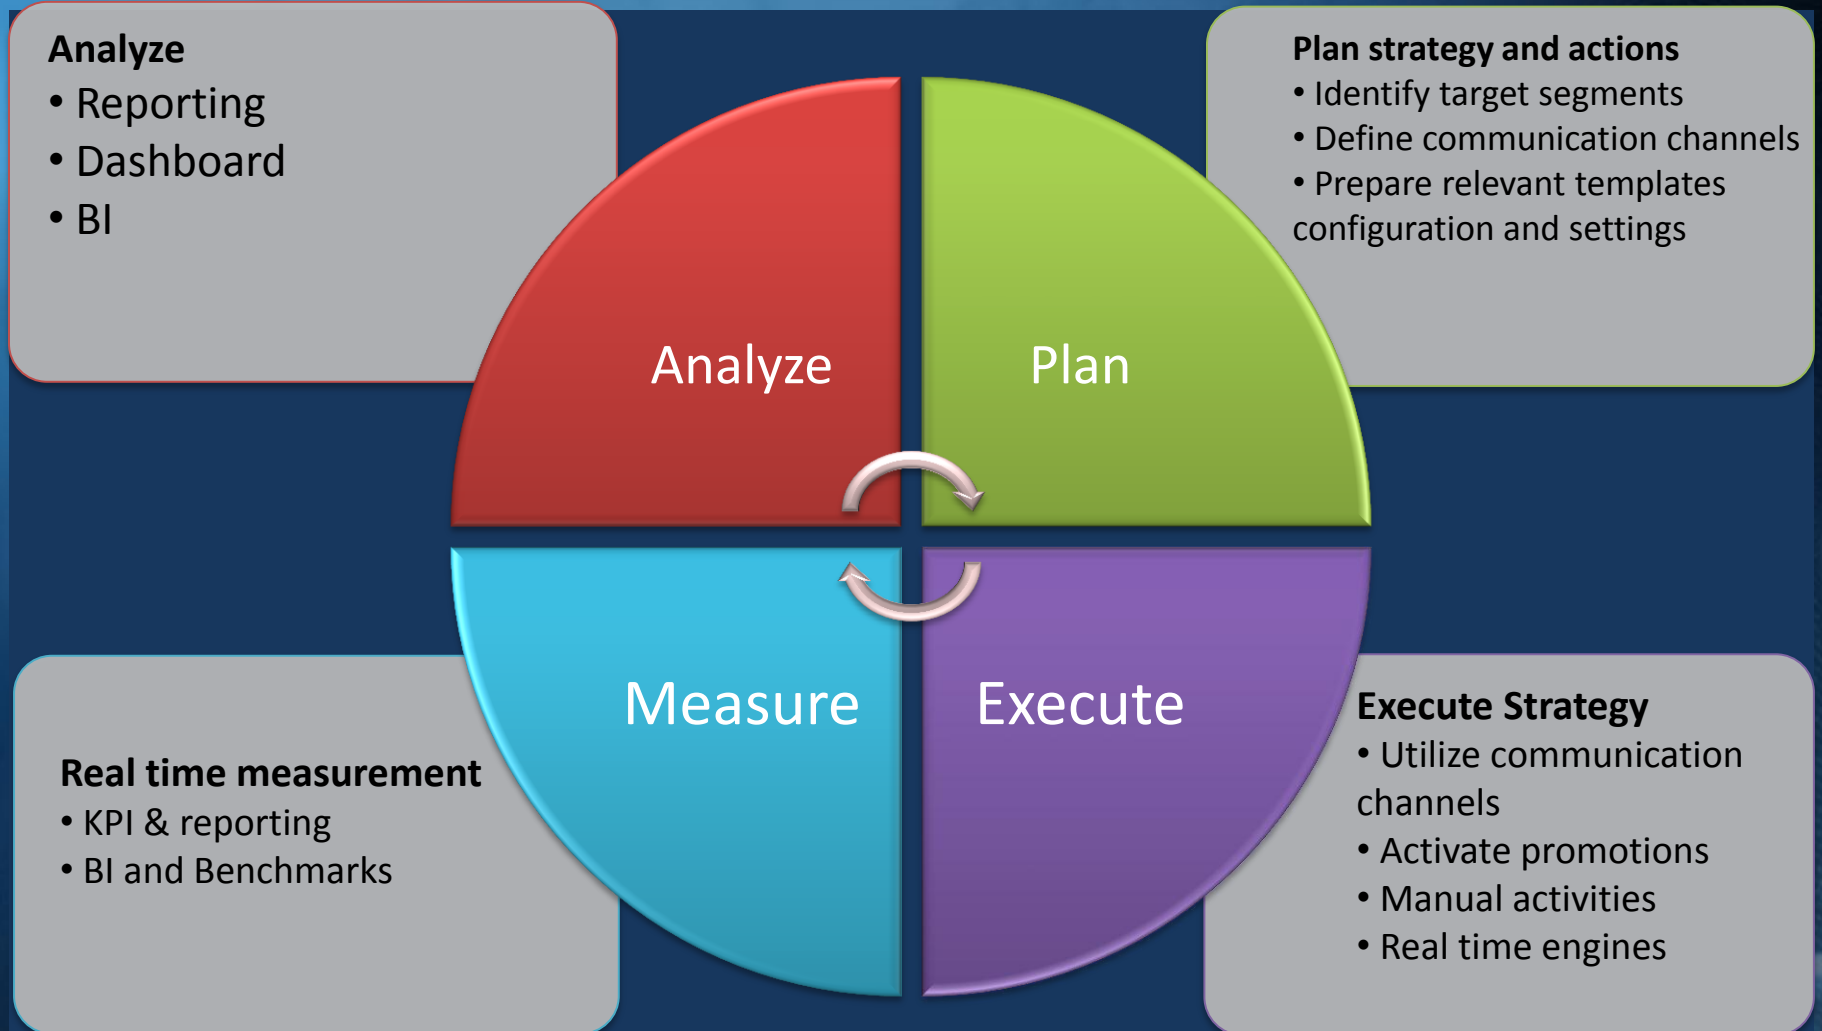 Analyze
• Reporting
• Dashboard
• BI
Plan strategy and actions
• Identify target segments
• Define communication channels
• Prepare relevant templates
configuration and settings
Analyze
Plan
Measure
Execute
Real time measurement
• KPI & reporting
• BI and Benchmarks
Execute Strategy
• Utilize communication
channels
• Activate promotions
• Manual activities
• Real time engines